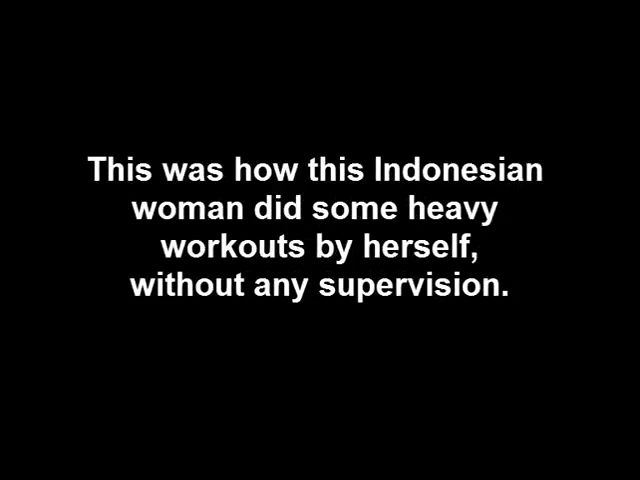 This was how this Indonesian
woman did some heavy
workouts by herself,
without any supervision.